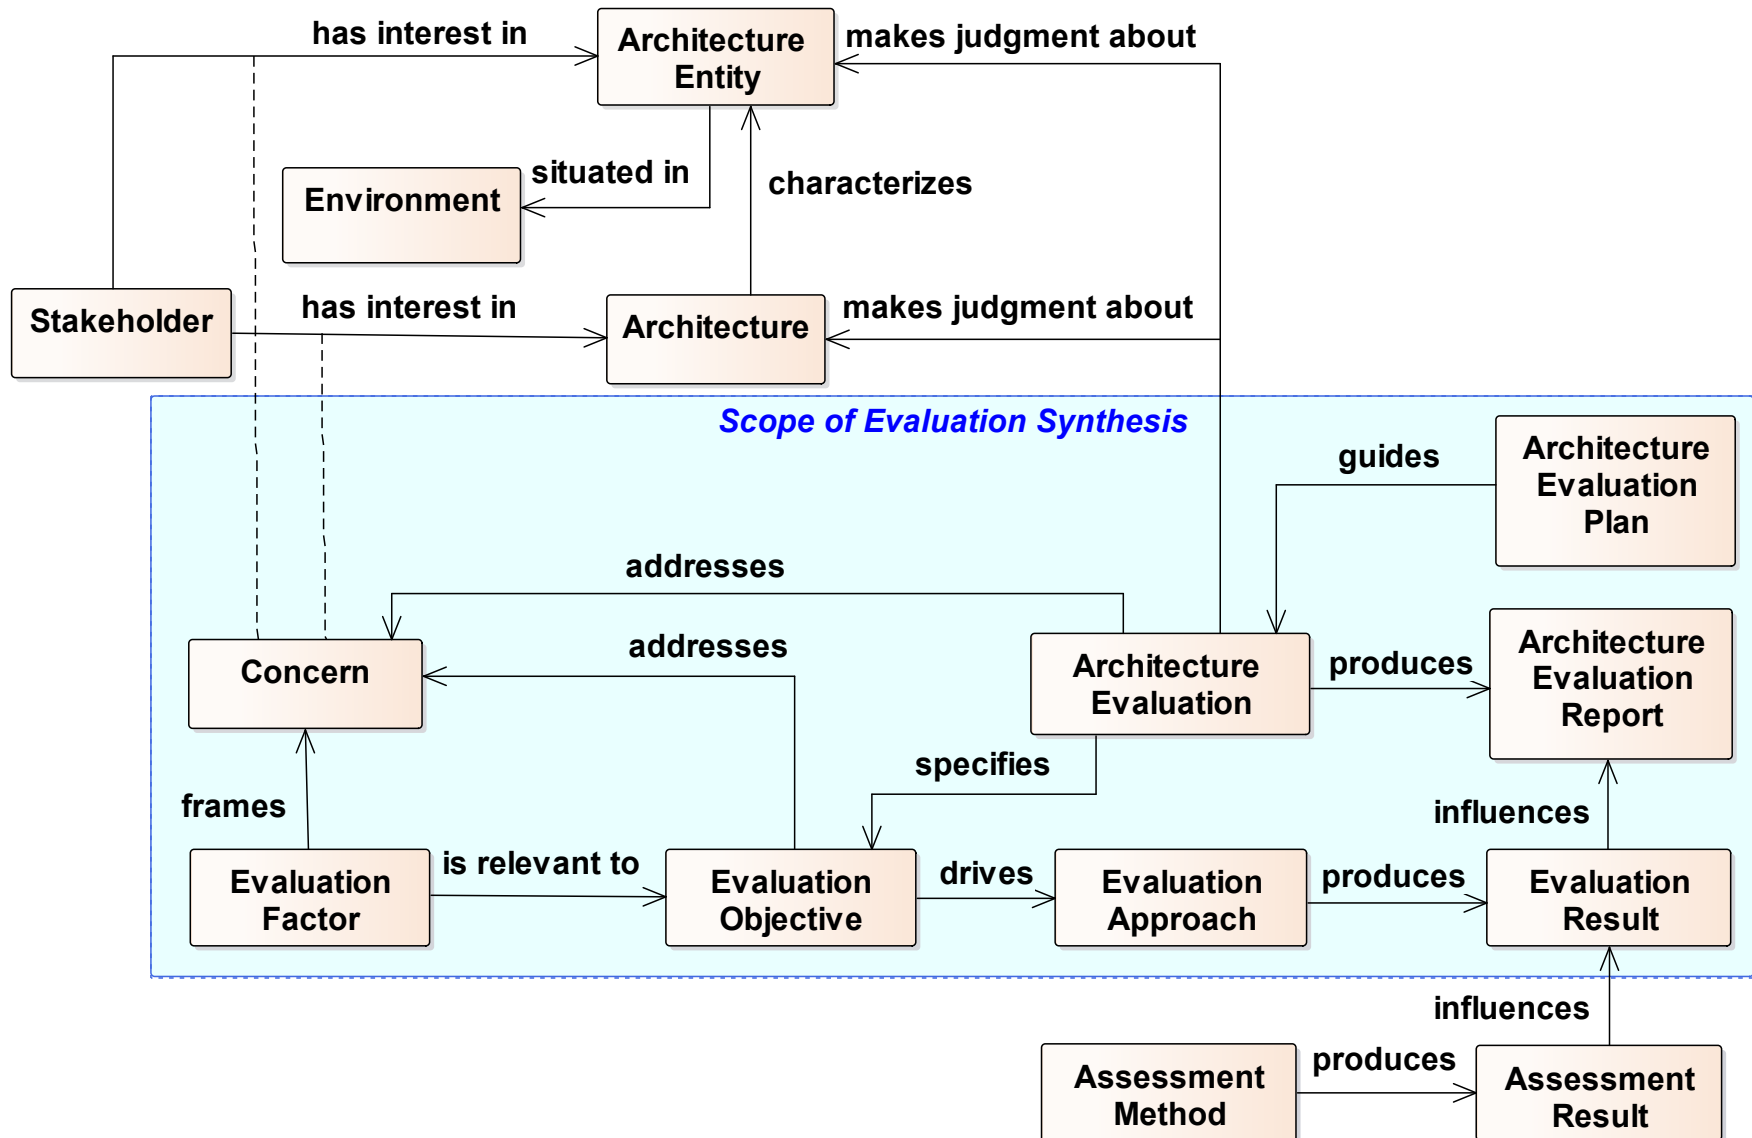 has interest in
Architecture
Entity
makes judgment about
situated in
Environment
characterizes
Stakeholder
has interest in
Architecture
makes judgment about
Scope of Evaluation Synthesis
guides
Architecture
Evaluation
Plan
addresses
addresses
Concern
Architecture
Evaluation
produces
Architecture
Evaluation
Report
specifies
frames
influences
Evaluation
Factor
is relevant to
Evaluation
Objective
drives
Evaluation
Approach
produces
Evaluation
Result
influences
Assessment
Method
produces
Assessment
Result